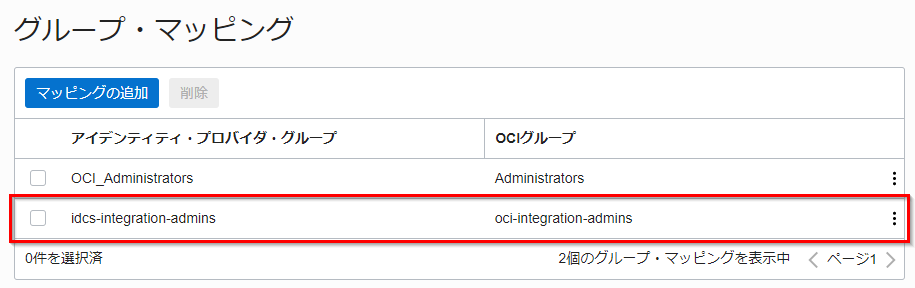 グループ・マッピング
マッピングの追加 削除
アイデンティティ・プロバイダ・グループ OCIグループ
OCI_Administrators Administrators
idcs-integration-admins oci-integration-admins
0件を選択済 2個のグループ・マッピングを表示中 ページ1